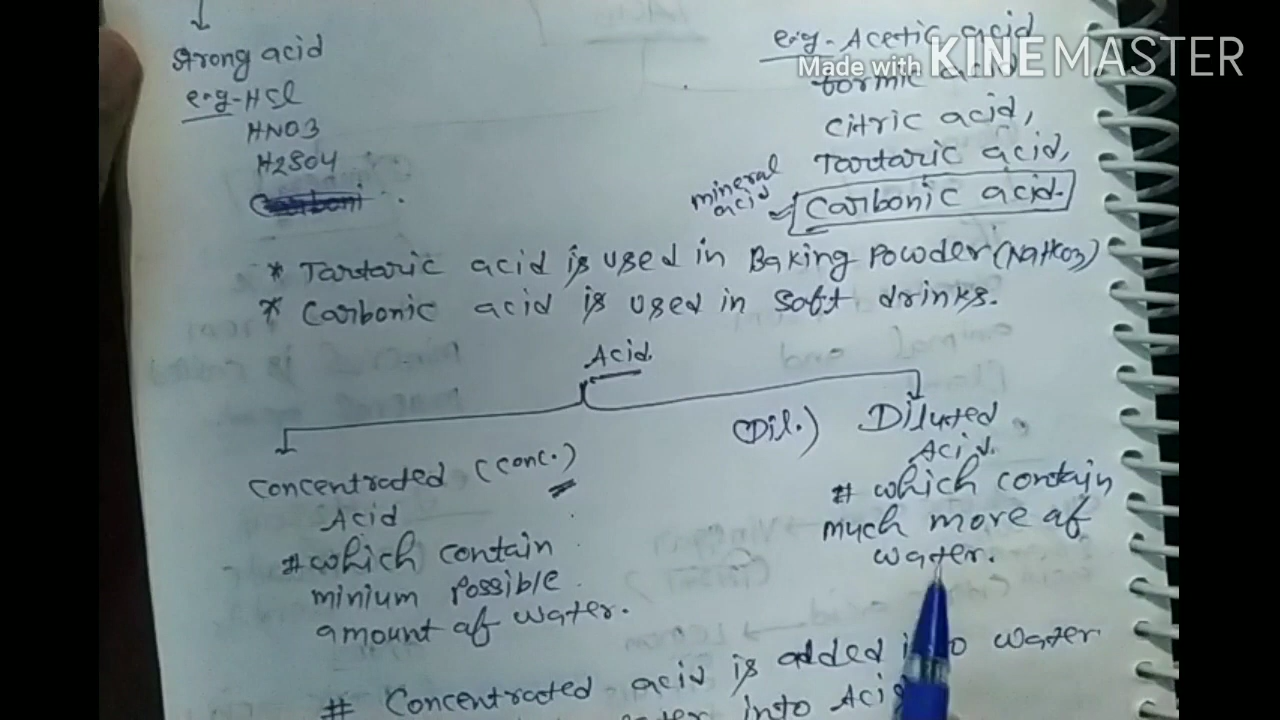 Strong acid
e.g-HSl
HNO3
H2SO4
e.g-Acetic acid
Made with KINEMASTER
formic acid
citric acid,
Tartaric acid,
mineral
acid
Carbonic acid.
* Tartaric acid is used in Baking Powder (NaHCO3)
* Carbonic acid is used in soft drinks.
Acid.
Concentrated (conc.)
Acid
# which contain
minium possible
amount of water.
(Dil.) Diluted
Acid.
# which contain
much more of
water.
# Concentrated acid is added into water
into Acid